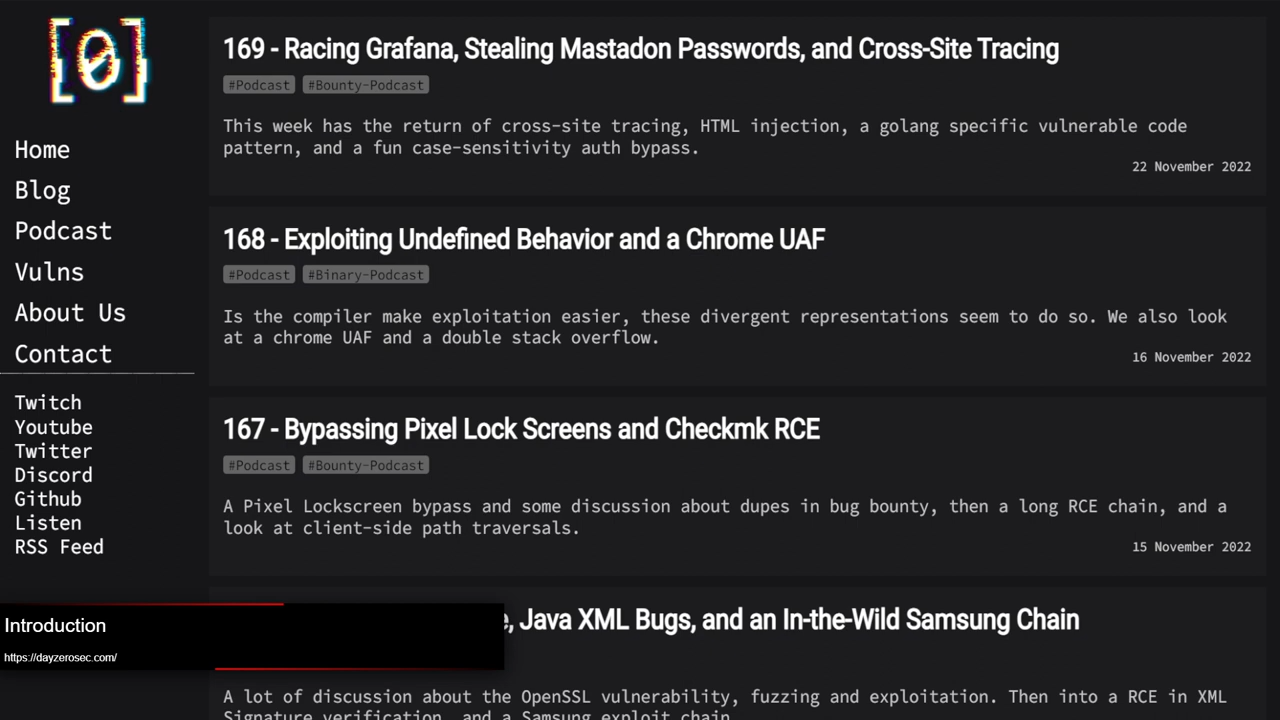 [0]
Home
Blog
Podcast
Vulns
About Us
Contact
Twitch
Youtube
Twitter
Discord
Github
Listen
RSS Feed
169 - Racing Grafana, Stealing Mastadon Passwords, and Cross-Site Tracing
#Podcast #Bounty-Podcast
This week has the return of cross-site tracing, HTML injection, a golang specific vulnerable code
pattern, and a fun case-sensitivity auth bypass.
22 November 2022
168 - Exploiting Undefined Behavior and a Chrome UAF
#Podcast #Binary-Podcast
Is the compiler make exploitation easier, these divergent representations seem to do so. We also look
at a chrome UAF and a double stack overflow.
16 November 2022
167 - Bypassing Pixel Lock Screens and Checkmk RCE
#Podcast #Bounty-Podcast
A Pixel Lockscreen bypass and some discussion about dupes in bug bounty, then a long RCE chain, and a
look at client-side path traversals.
15 November 2022
, Java XML Bugs, and an In-the-Wild Samsung Chain
A lot of discussion about the OpenSSL vulnerability, fuzzing and exploitation. Then into a RCE in XML
Signature verification, and a Samsung exploit chain.
Introduction
https://dayzerosec.com/